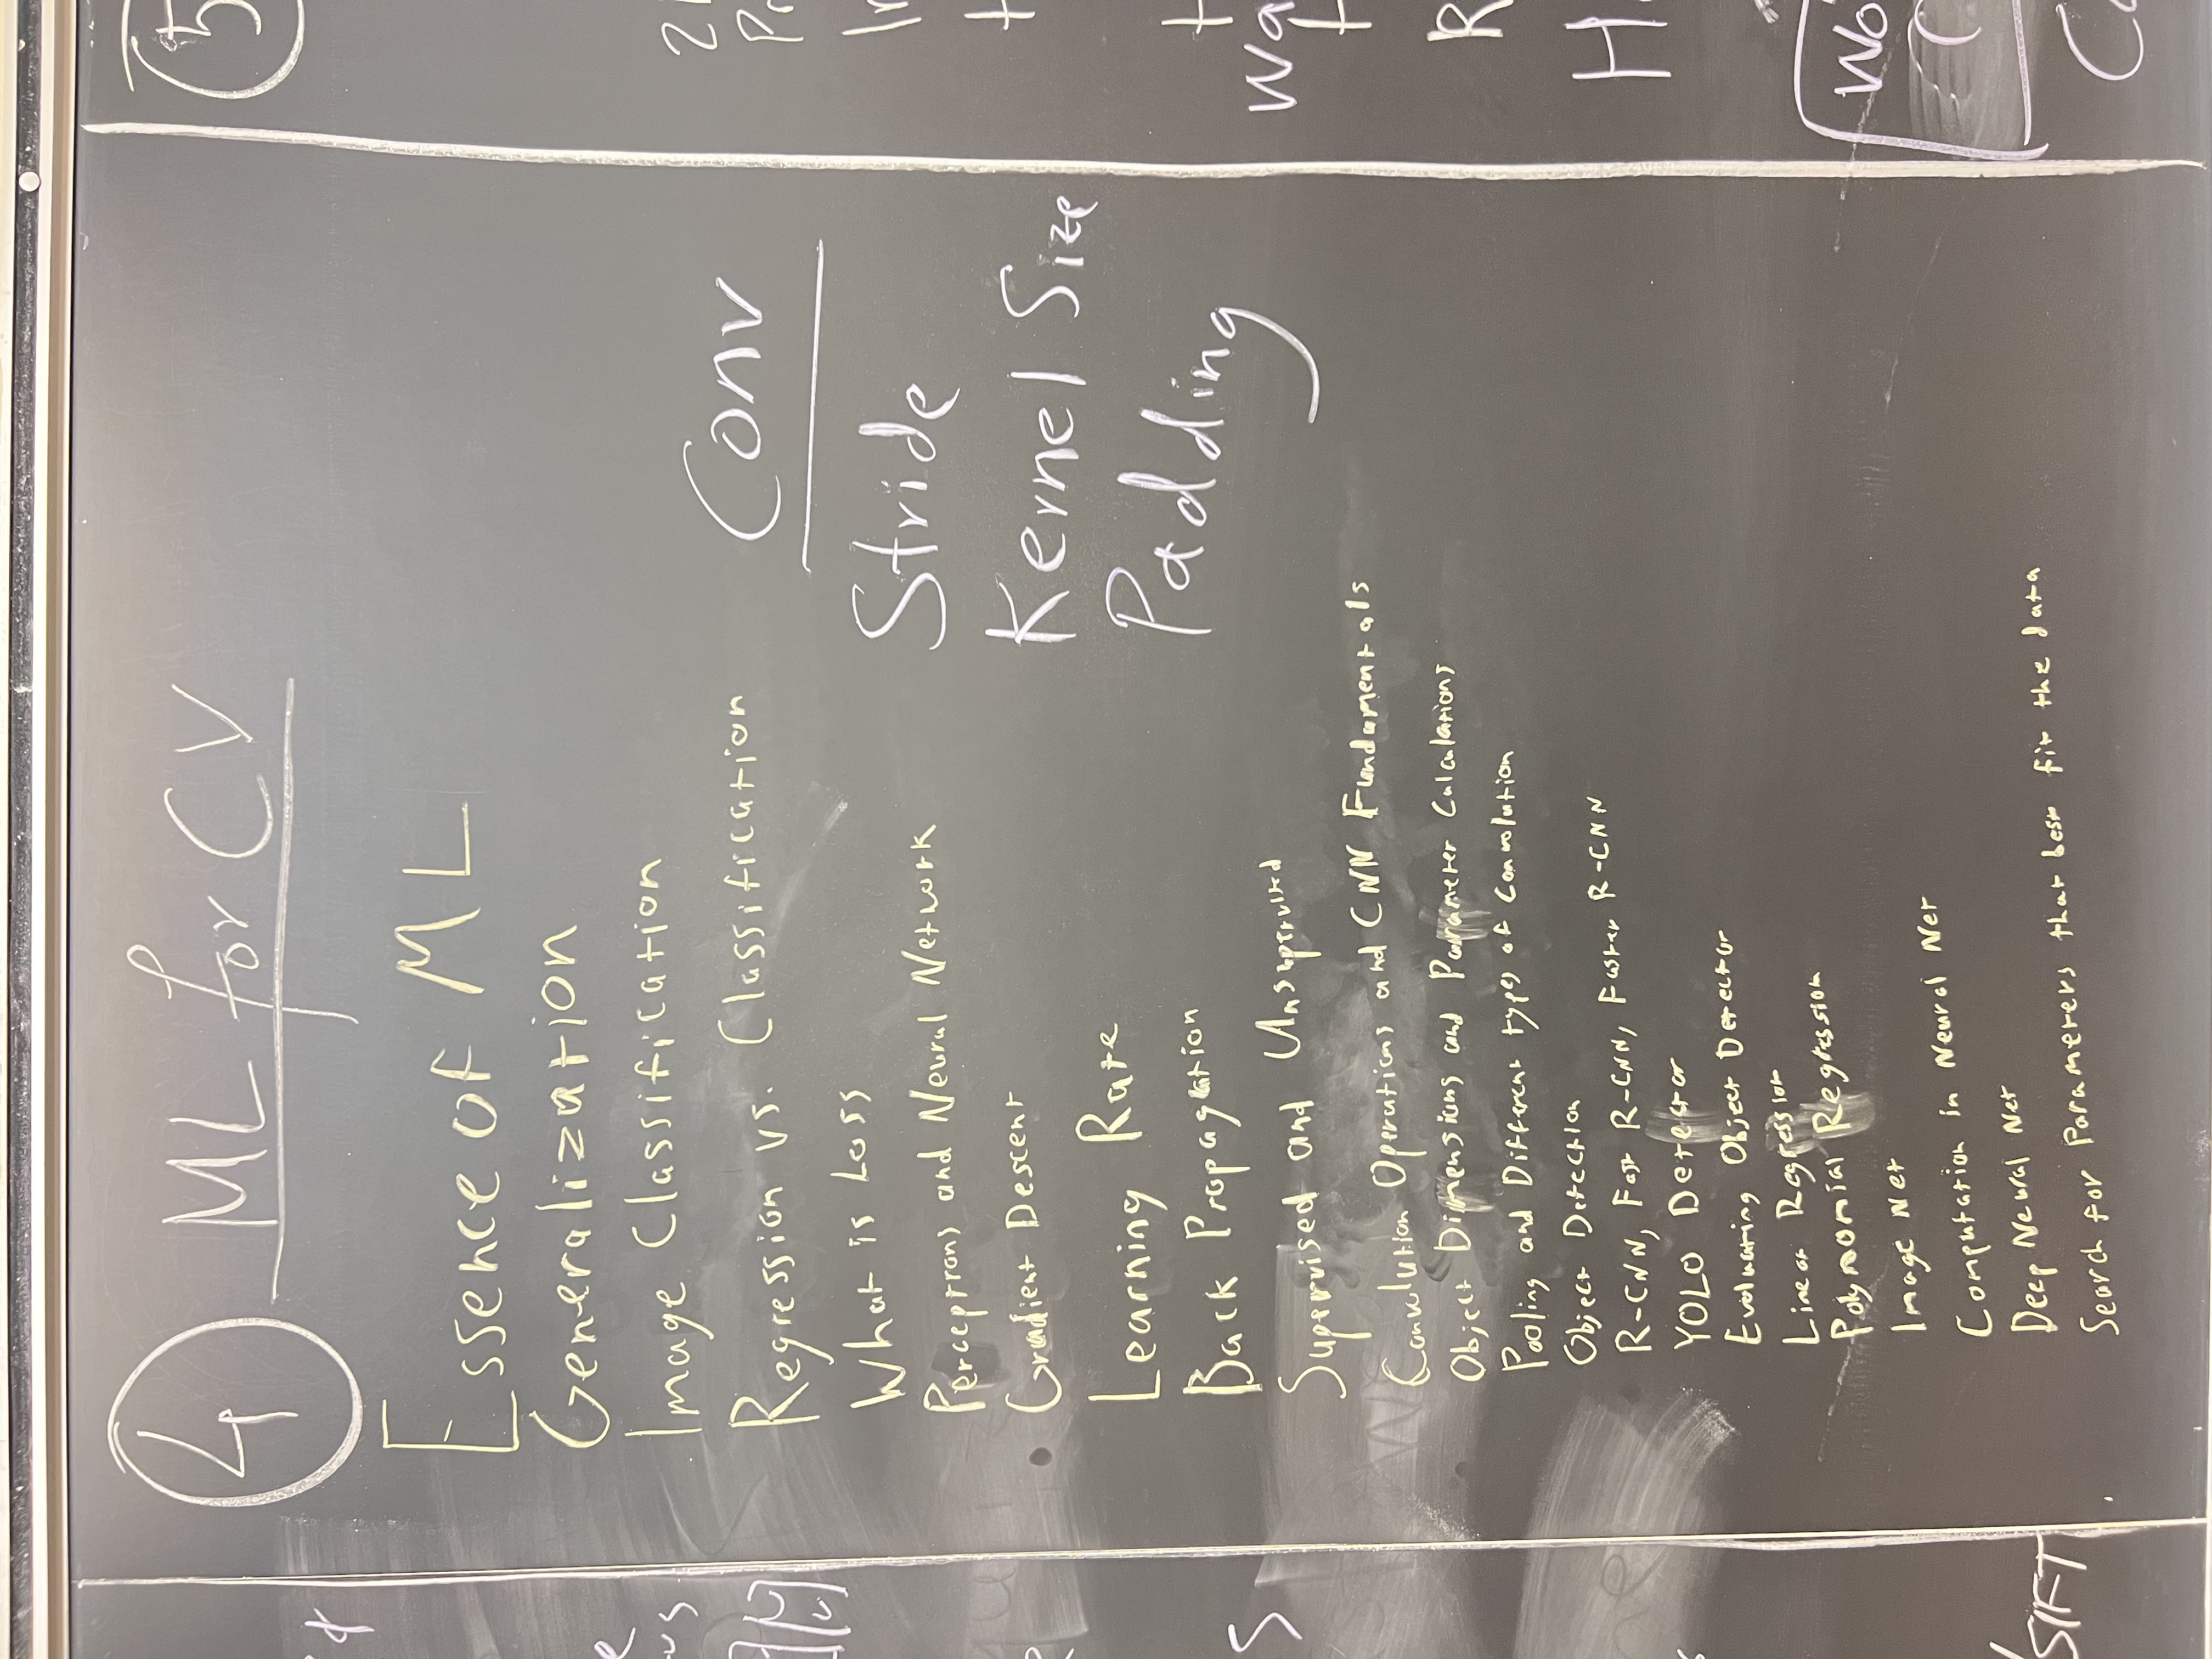 4 ML for CV
Essence of ML
Generalization
Image Classification
Regression vs. Classification
What is Loss
Perceptrons and Neural Network
Gradient Descent
Learning Rate
Back Propagation
Supervised and Unsupervised
Convolution Operations and CNN Fundamentals
Object Dimensions and Parameter Calculations
Pooling and Different types of Convolution
Object Detection
R-CNN, Fast R-CNN, Faster R-CNN
YOLO Detector
Evaluating Object Detector
Linear Regression
Polynomial Regression
Image Net
Computation in Neural Net
Deep Neural Net
Search for Parameters that best fit the data
Conv
Stride
Kernel Size
Padding
SIFT
5